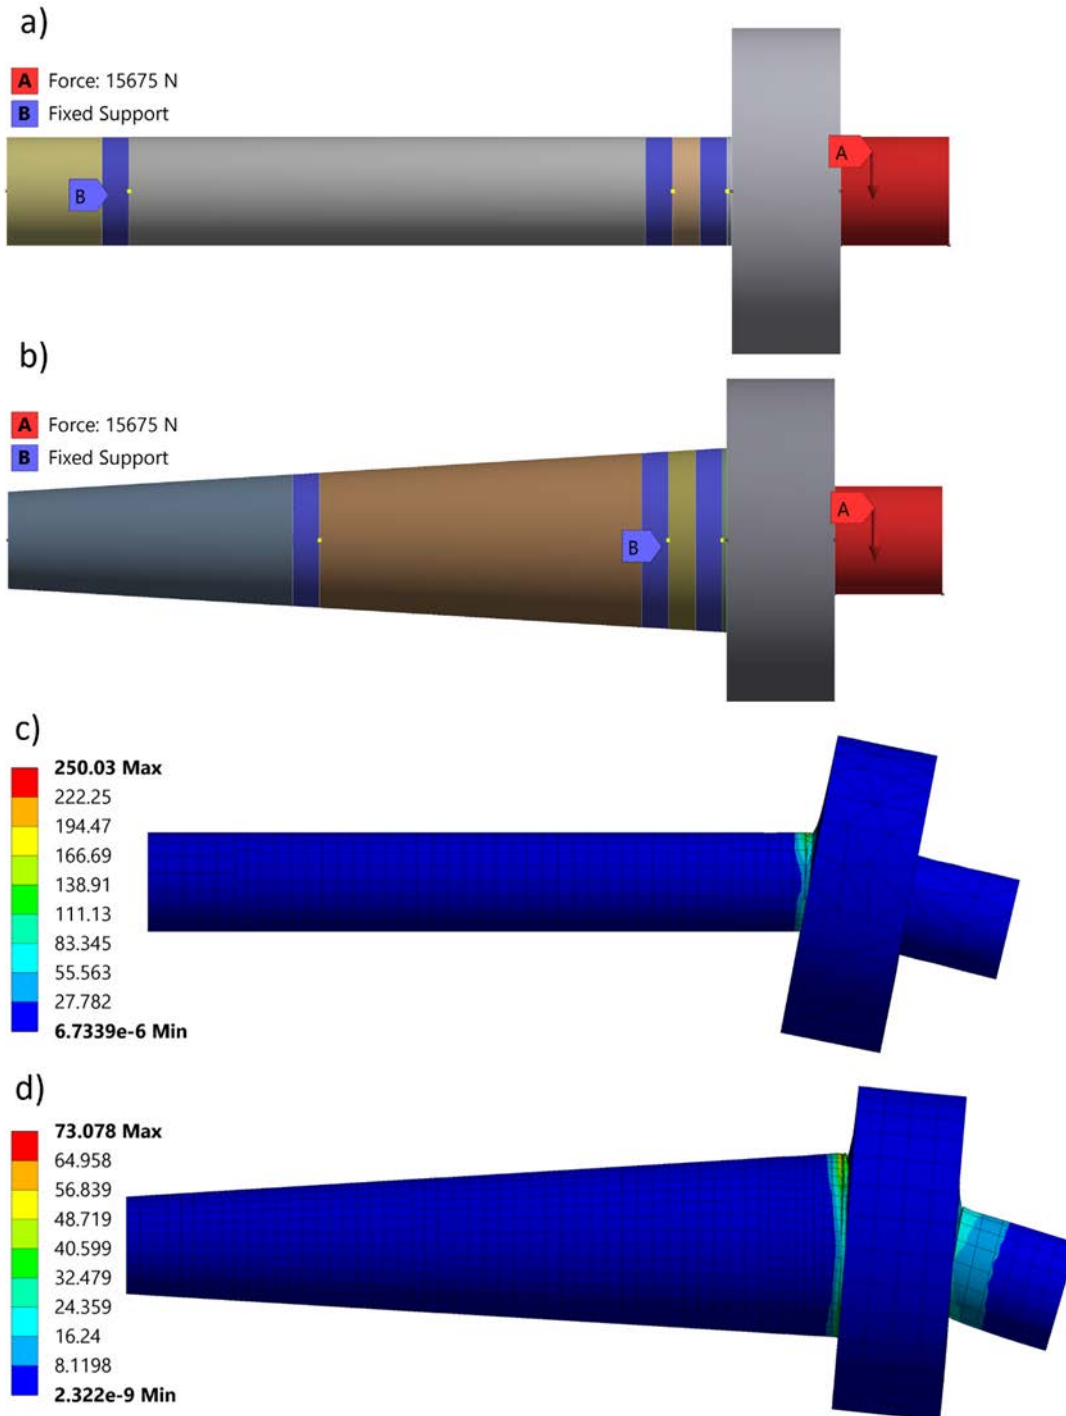 a)
A Force: 15675 N
B Fixed Support
A
B
b)
A Force: 15675 N
B Fixed Support
A
B
c)
250.03 Max
222.25
194.47
166.69
138.91
111.13
83.345
55.563
27.782
6.7339e-6 Min
d)
73.078 Max
64.958
56.839
48.719
40.599
32.479
24.359
16.24
8.1198
2.322e-9 Min